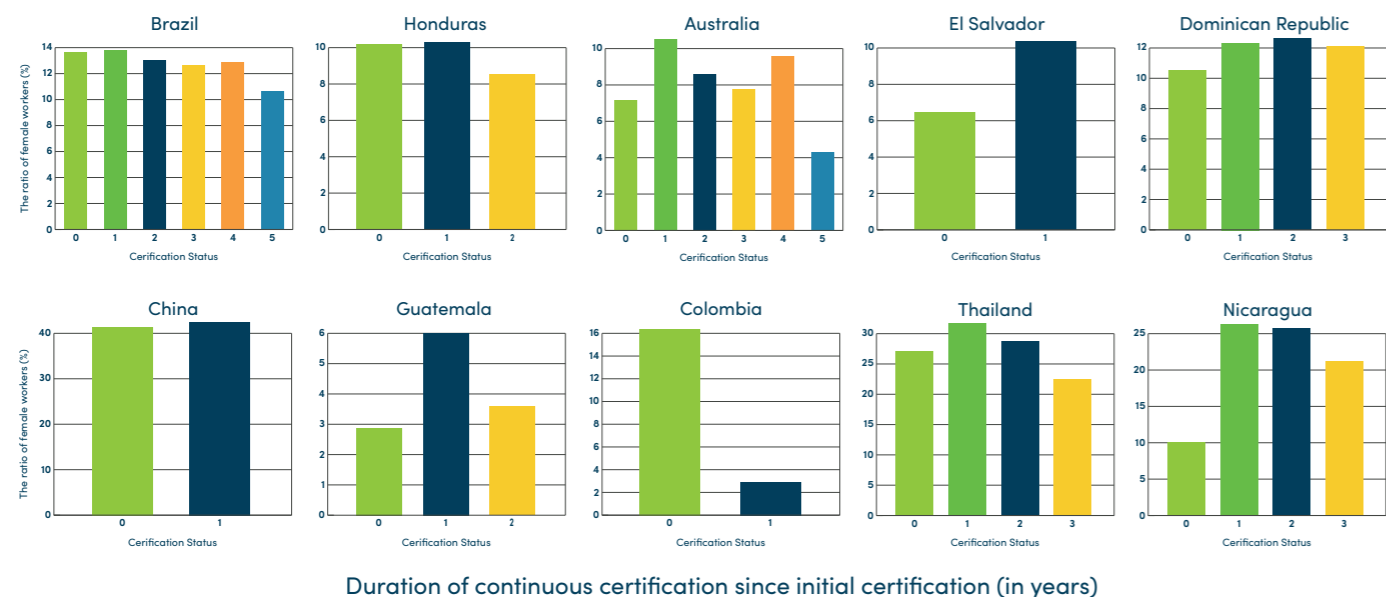 Brazil
Honduras
Australia
El Salvador
Dominican Republic
The ratio of female workers (%)
14
12
10
8
6
4
2
0
0 1 2 3 4 5
Cerification Status
10
8
6
4
2
0
0 1 2
Cerification Status
10
8
6
4
2
0
0 1 2 3 4 5
Cerification Status
10
8
6
4
2
0
0 1
Cerification Status
12
10
8
6
4
2
0
0 1 2 3
Cerification Status
China
Guatemala
Colombia
Thailand
Nicaragua
The ratio of female workers (%)
40
30
20
10
0
0 1
Cerification Status
6
5
4
3
2
1
0
0 1 2
Cerification Status
16
14
12
10
8
6
4
2
0
0 1
Cerification Status
30
25
20
15
10
5
0
0 1 2 3
Cerification Status
25
20
15
10
5
0
0 1 2 3
Cerification Status
Duration of continuous certification since initial certification (in years)